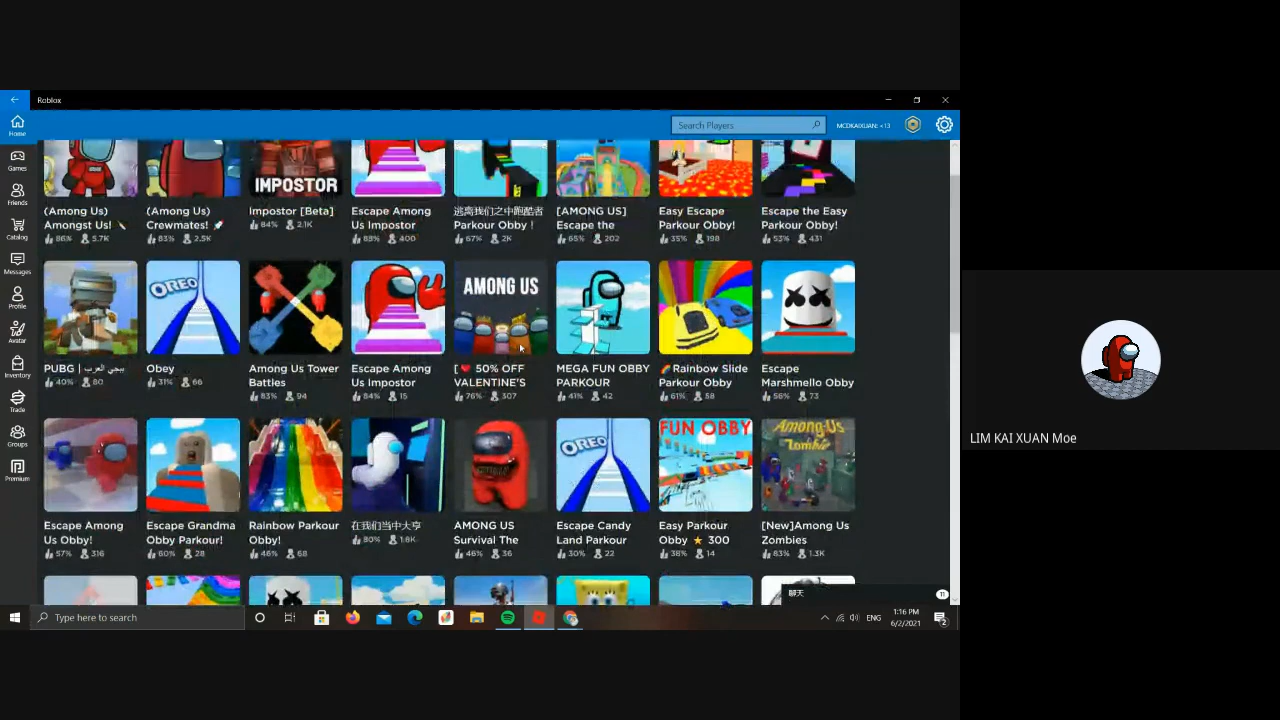 Roblox
Search Players
MCDKAIXUAN: <13
Home
Games
Friends
Catalog
Messages
Profile
Avatar
Inventory
Trade
Groups
Premium
IMPOSTOR
(Among Us) Amongst Us! 🔪
86% 5.7K
(Among Us) Crewmates! 🚀
83% 2.5K
Impostor [Beta]
84% 2.1K
Escape Among Us Impostor
400
逃离我们之中跑酷者 Parkour Obby !
67% 2K
[AMONG US] Escape the
65% 202
Easy Escape Parkour Obby!
35% 198
Escape the Easy Parkour Obby!
53% 431
OREO
AMONG US
PUBG | ببجي العرب
40% 80
Obey
31% 66
Among Us Tower Battles
83% 94
Escape Among Us Impostor
84% 15
[❤️ 50% OFF VALENTINE'S
76% 307
MEGA FUN OBBY PARKOUR
41% 42
🌈Rainbow Slide Parkour Obby
61% 58
Escape Marshmello Obby
56% 73
OREO
FUN OBBY
Among Us
Zombie
Escape Among Us Obby!
57% 316
Escape Grandma Obby Parkour!
60% 28
Rainbow Parkour Obby!
46% 68
在我们当中大亨
80% 1.8K
AMONG US Survival The
46% 36
Escape Candy Land Parkour
30% 22
Easy Parkour Obby ⭐ 300
38% 14
[New]Among Us Zombies
83% 1.3K
聊天
11
Type here to search
ENG
1:16 PM
6/2/2021
2
LIM KAI XUAN Moe